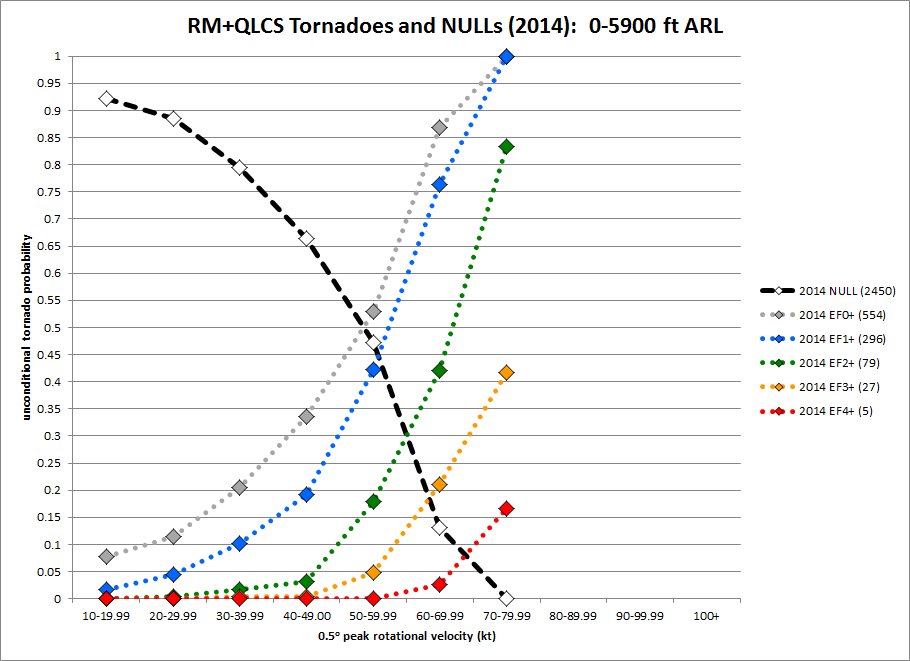 RM+QLCS Tornadoes and NULLs (2014):  0-5900 ft ARL
1
0.95
0.9
0.85
0.8
0.75
0.7
0.65
0.6
0.55
0.5
0.45
0.4
0.35
0.3
0.25
0.2
0.15
0.1
0.05
0
unconditional tornado probability
10-19.99 20-29.99 30-39.99 40-49.00 50-59.99 60-69.99 70-79.99 80-89.99 90-99.99 100+
0.5° peak rotational velocity (kt)
2014 NULL (2450)
2014 EF0+ (554)
2014 EF1+ (296)
2014 EF2+ (79)
2014 EF3+ (27)
2014 EF4+ (5)